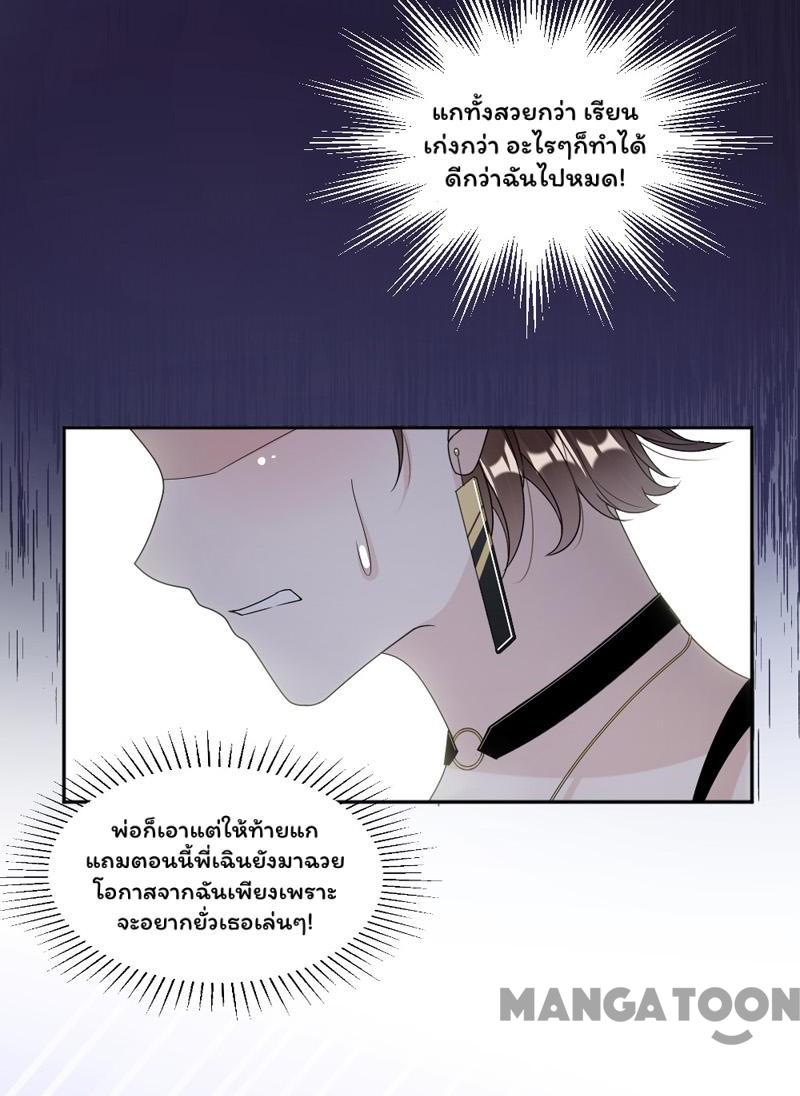 แกทั้งสวยกว่า เรียน
เก่งกว่า อะไรๆก็ทำได้
ดีกว่าฉันไปหมด!
พ่อก็เอาแต่ให้ท้ายแก
แถมตอนนี้พี่เฉินยังมาฉวย
โอกาสจากฉันเพียงเพราะ
จะอยากยั่วเธอเล่นๆ!
MANGATOON